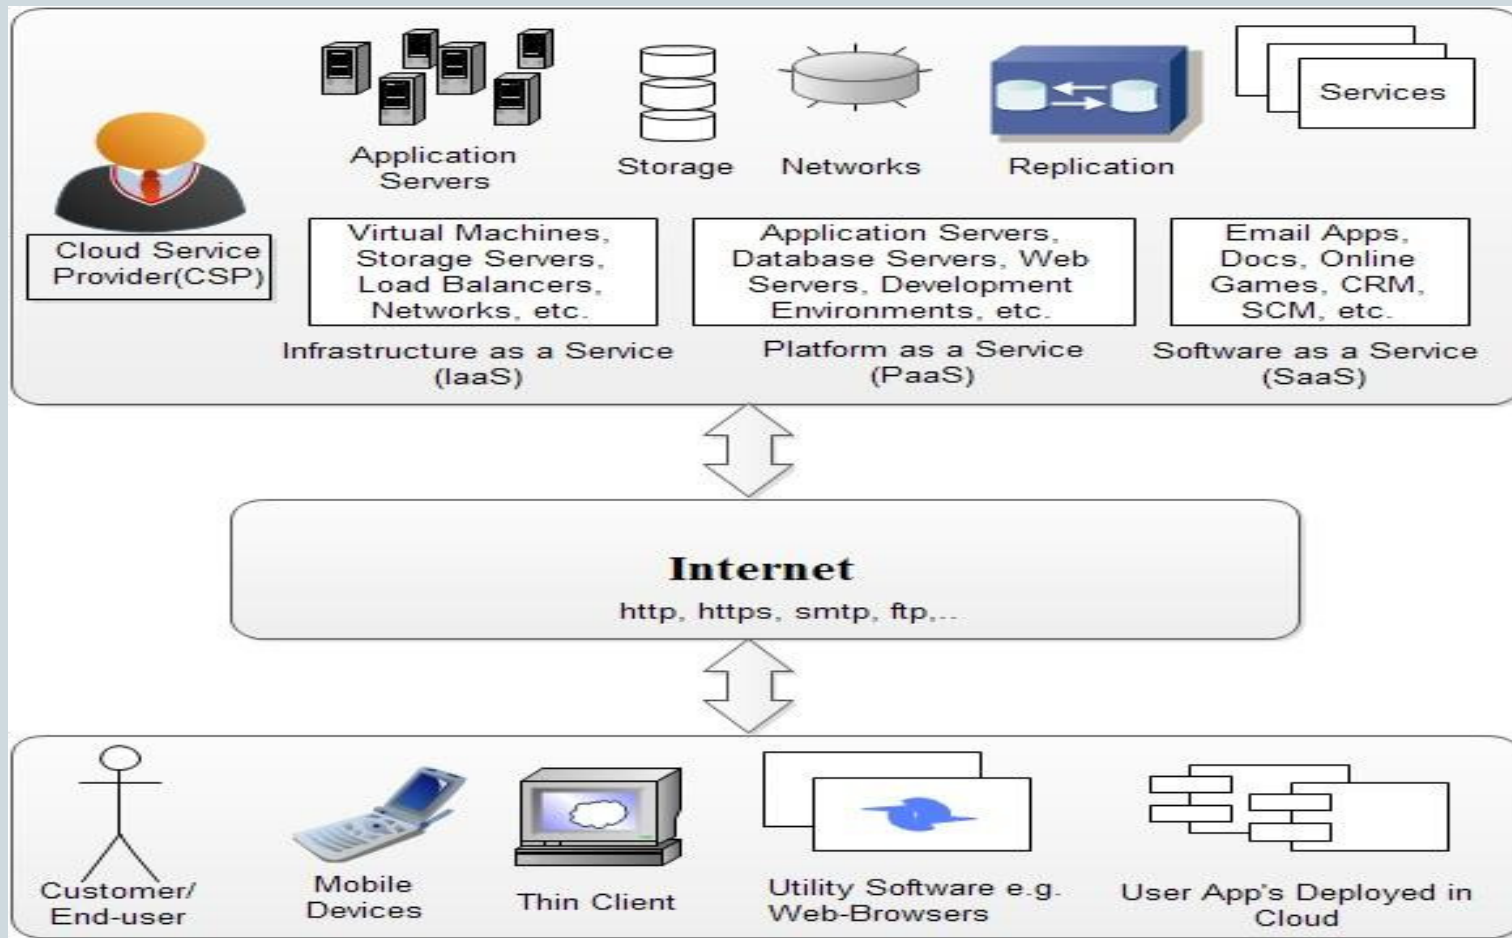 Services
Application
Servers
Storage
Networks
Replication
Cloud Service
Provider(CSP)
Virtual Machines,
Storage Servers,
Load Balancers,
Networks, etc.
Infrastructure as a Service
(IaaS)
Application Servers,
Database Servers, Web
Servers, Development
Environments, etc.
Platform as a Service
(PaaS)
Email Apps,
Docs, Online
Games, CRM,
SCM, etc.
Software as a Service
(SaaS)
Internet
http, https, smtp, ftp,..
Customer/
End-user
Mobile
Devices
Thin Client
Utility Software e.g.
Web-Browsers
User App's Deployed in
Cloud